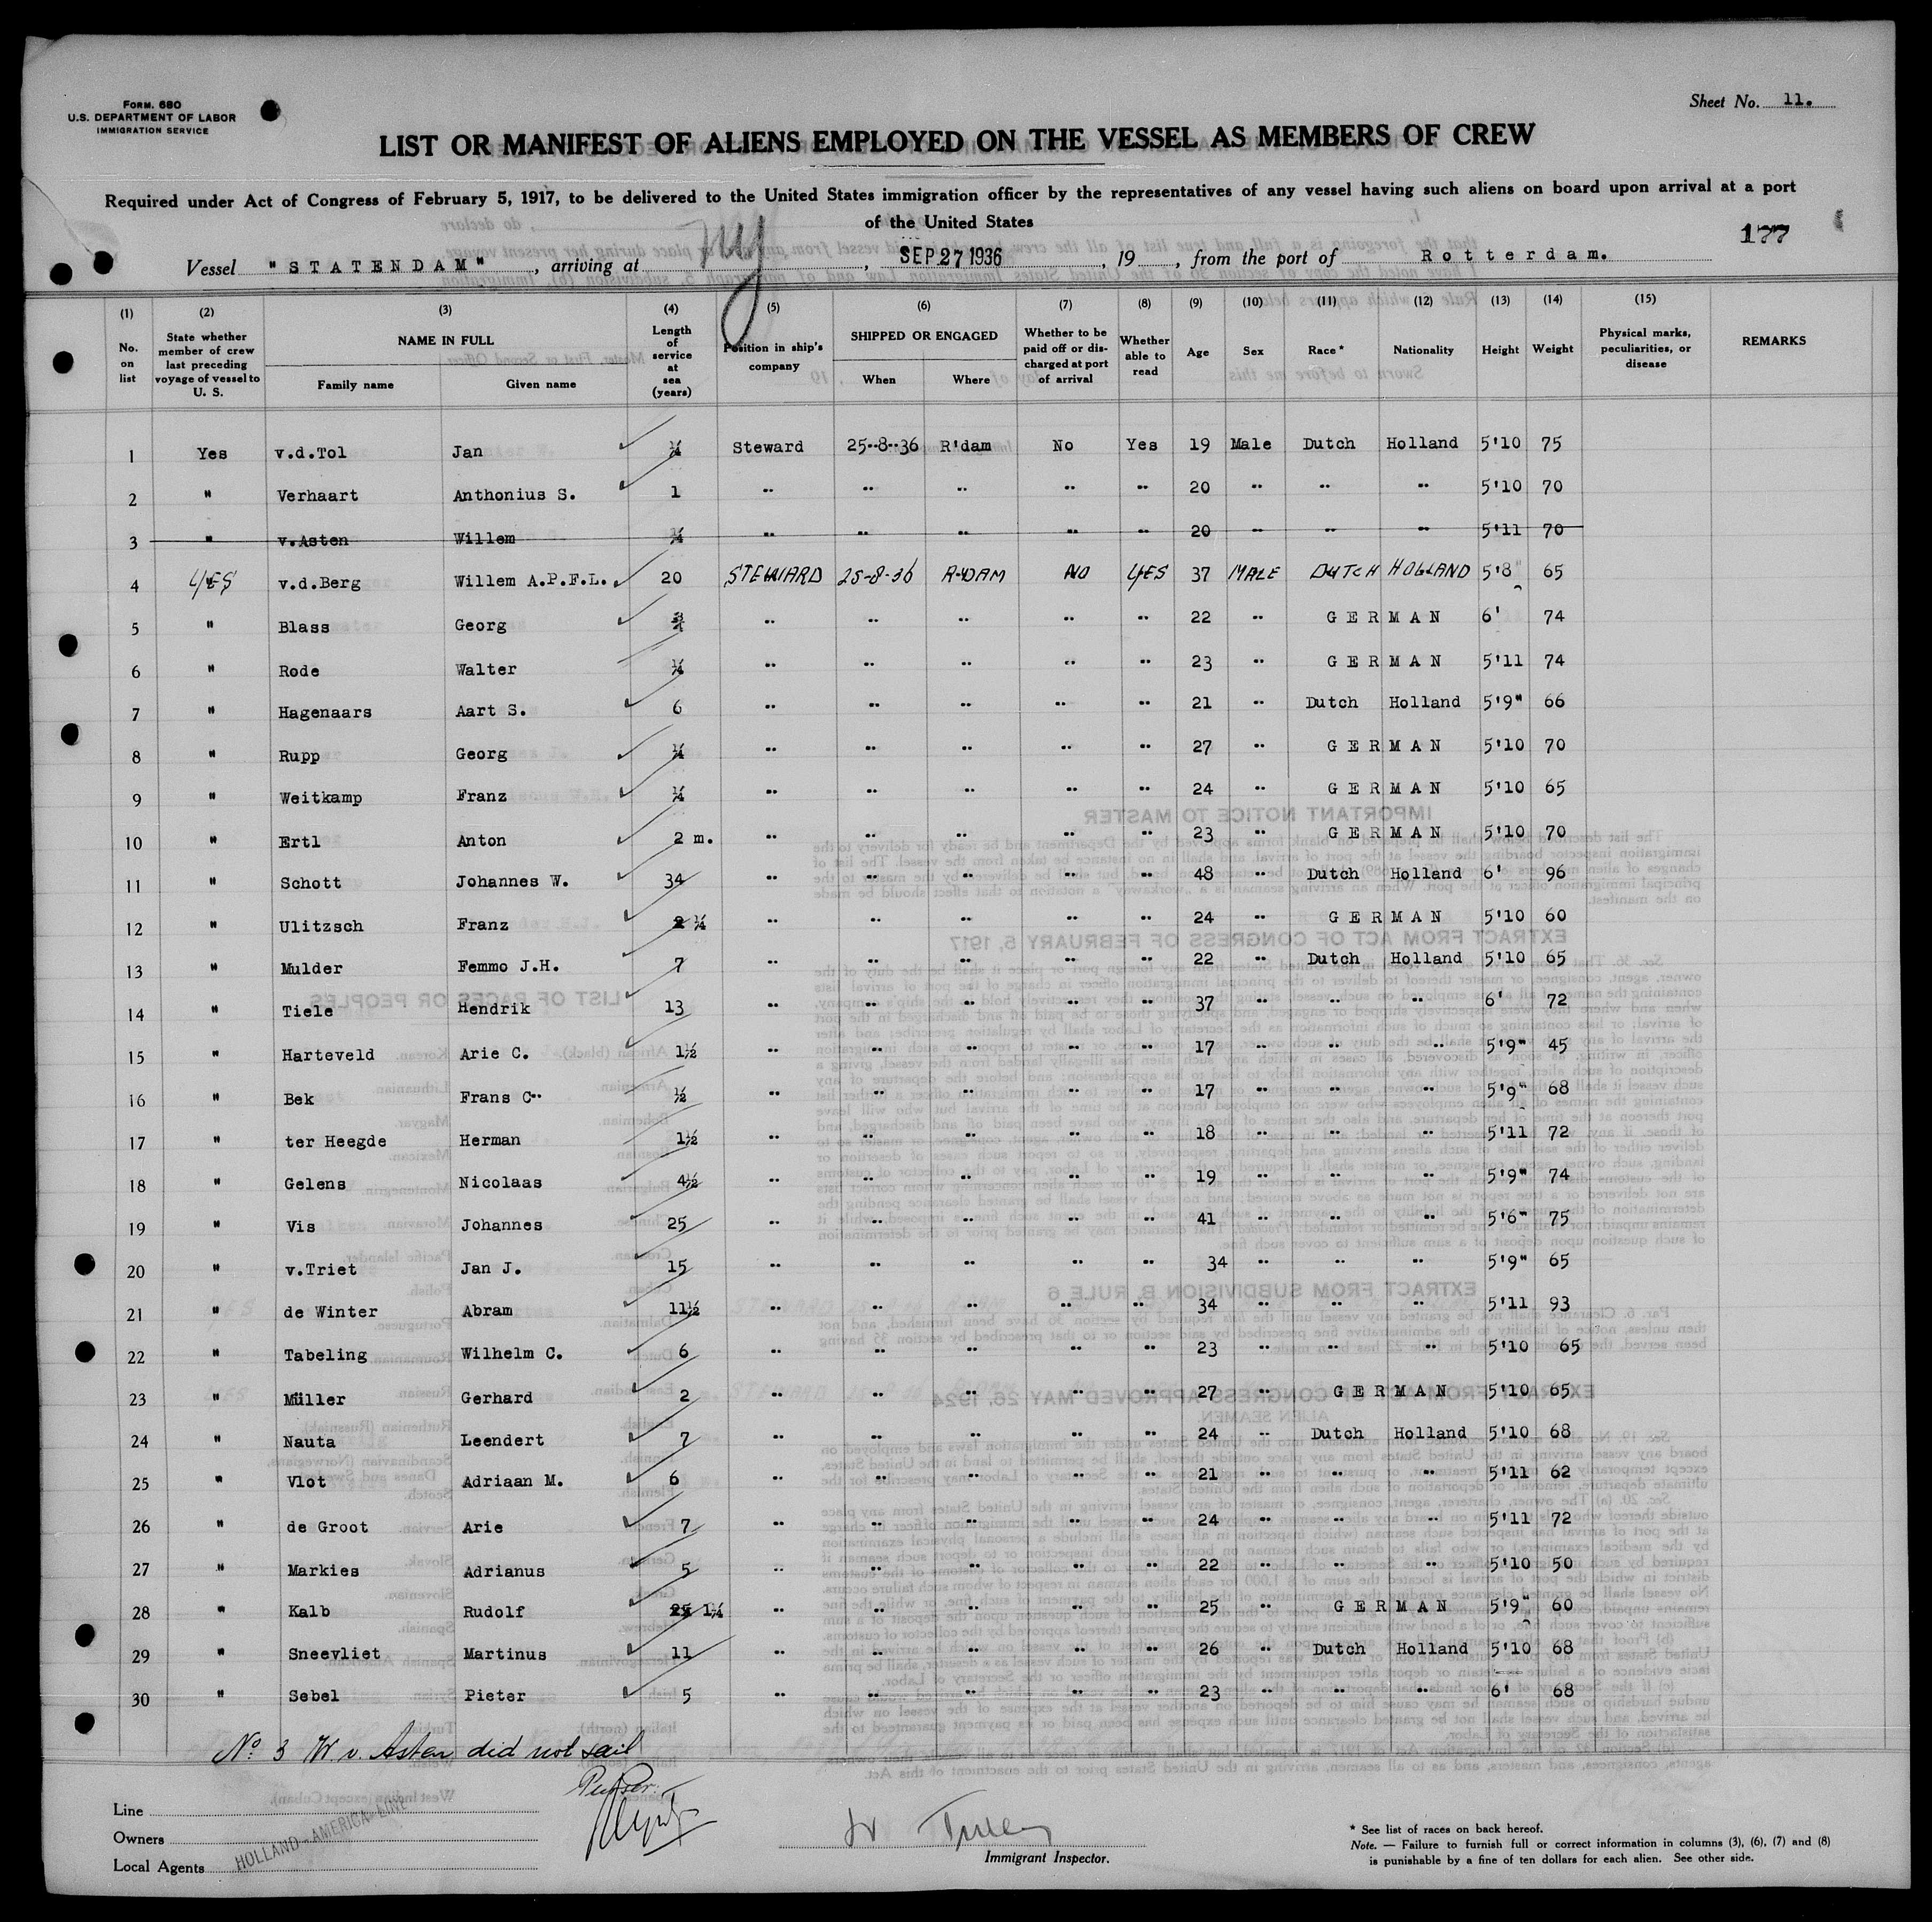 FORM. 680
U.S. DEPARTMENT OF LABOR
IMMIGRATION SERVICE
Sheet No. 11.
LIST OR MANIFEST OF ALIENS EMPLOYED ON THE VESSEL AS MEMBERS OF CREW
Required under Act of Congress of February 5, 1917, to be delivered to the United States immigration officer by the representatives of any vessel having such aliens on board upon arrival at a port
of the United States
177
Vessel "STATENDAM", arriving at NY, SEP 27 1936, 19, from the port of Rotterdam.
(1) No. on list (2) State whether member of crew last preceding voyage of vessel to U. S. (3) NAME IN FULL Family name Given name (4) Length of service at sea (years) (5) Position in ship's company (6) SHIPPED OR ENGAGED When Where (7) Whether to be paid off or discharged at port of arrival (8) Whether able to read (9) Age (10) Sex (11) Race* (12) Nationality (13) Height (14) Weight (15) Physical marks, peculiarities, or disease REMARKS
1 Yes v.d.Tol Jan ¼ Steward 25-8-36 R'dam No Yes 19 Male Dutch Holland 5'10 75
2 " Verhaart Anthonius S. 1 " " " " " 20 " " " 5'10 70
3 " v.Asten Willem ¼ " " " " " 20 " " " 5'11 70
4 YES v.d.Berg Willem A.P.F.L. 20 STEWARD 25-8-36 R-DAM NO YES 37 MALE DUTCH HOLLAND 5'8" 65
5 " Blass Georg " " " " " 22 " GERMAN 6' 74
6 " Rode Walter ¼ " " " " " 23 " GERMAN 5'11 74
7 " Hagenaars Aart S. 6 " " " " " 21 " Dutch Holland 5'9" 66
8 " Rupp Georg ¼ " " " " " 27 " GERMAN 5'10 70
9 " Weitkamp Franz ¼ " " " " " 24 " GERMAN 5'10 65
10 " Ertl Anton 2 m. " " " " " 23 " GERMAN 5'10 70
11 " Schott Johannes W. 34 " " " " " 48 " Dutch Holland 6' 96
12 " Ulitzsch Franz 2 ¼ " " " " " 24 " GERMAN 5'10 60
13 " Mulder Femmo J.H. 7 " " " " " 22 " Dutch Holland 5'10 65
14 " Tiele Hendrik 13 " " " " " 37 " " " 6' 72
15 " Harteveld Arie C. 1½ " " " " " 17 " " " 5'9" 45
16 " Bek Frans C" ½ " " " " " 17 " " " 5'9" 68
17 " ter Heegde Herman 1½ " " " " " 18 " " " 5'11 72
18 " Gelens Nicolaas 4½ " " " " " 19 " " " 5'9" 74
19 " Vis Johannes 25 " " " " " 41 " " " 5'6" 75
20 " v.Triet Jan J. 15 " " " " " 34 " " " 5'9" 65
21 " de Winter Abram 11½ " " " " " 34 " " " 5'11 93
22 " Tabeling Wilhelm C. 6 " " " " " 23 " " " 5'10 65
23 " Müller Gerhard 2 " " " " " 27 " GERMAN 5'10 65
24 " Nauta Leendert 7 " " " " " 24 " Dutch Holland 5'10 68
25 " Vlot Adriaan M. 6 " " " " " 21 " " " 5'11 62
26 " de Groot Arie 7 " " " " " 24 " " " 5'11 72
27 " Markies Adrianus 5 " " " " " 22 " " " 5'10 50
28 " Kalb Rudolf 1¼ " " " " " 25 " GERMAN 5'9" 60
29 " Sneevliet Martinus 11 " " " " " 26 " Dutch Holland 5'10 68
30 " Sebel Pieter 5 " " " " " 23 " " " 6' 68
No 3 W v. Asten did not sail
Purser.
Line
Owners
Local Agents
HOLLAND-AMERICA-LINE
Immigrant Inspector.
* See list of races on back hereof.
Note. — Failure to furnish full or correct information in columns (3), (6), (7) and (8)
is punishable by a fine of ten dollars for each alien. See other side.